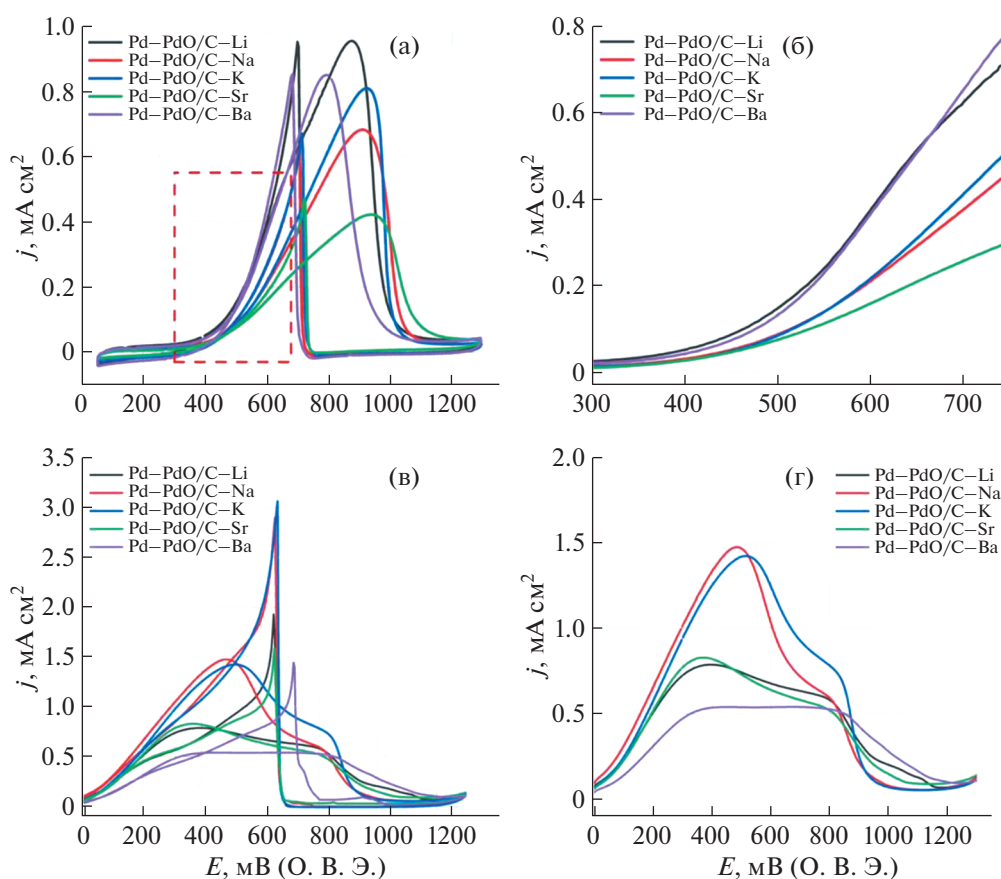 (а)
Pd–PdO/C–Li
Pd–PdO/C–Na
Pd–PdO/C–K
Pd–PdO/C–Sr
Pd–PdO/C–Ba
j, мА см²
1.0
0.8
0.6
0.4
0.2
0
0 200 400 600 800 1000 1200
(б)
Pd–PdO/C–Li
Pd–PdO/C–Na
Pd–PdO/C–K
Pd–PdO/C–Sr
Pd–PdO/C–Ba
j, мА см²
0.8
0.6
0.4
0.2
0
300 400 500 600 700
(в)
Pd–PdO/C–Li
Pd–PdO/C–Na
Pd–PdO/C–K
Pd–PdO/C–Sr
Pd–PdO/C–Ba
j, мА см²
3.5
3.0
2.5
2.0
1.5
1.0
0.5
0
0 200 400 600 800 1000 1200
E, мВ (О. В. Э.)
(г)
Pd–PdO/C–Li
Pd–PdO/C–Na
Pd–PdO/C–K
Pd–PdO/C–Sr
Pd–PdO/C–Ba
j, мА см²
2.0
1.5
1.0
0.5
0
0 200 400 600 800 1000 1200
E, мВ (О. В. Э.)